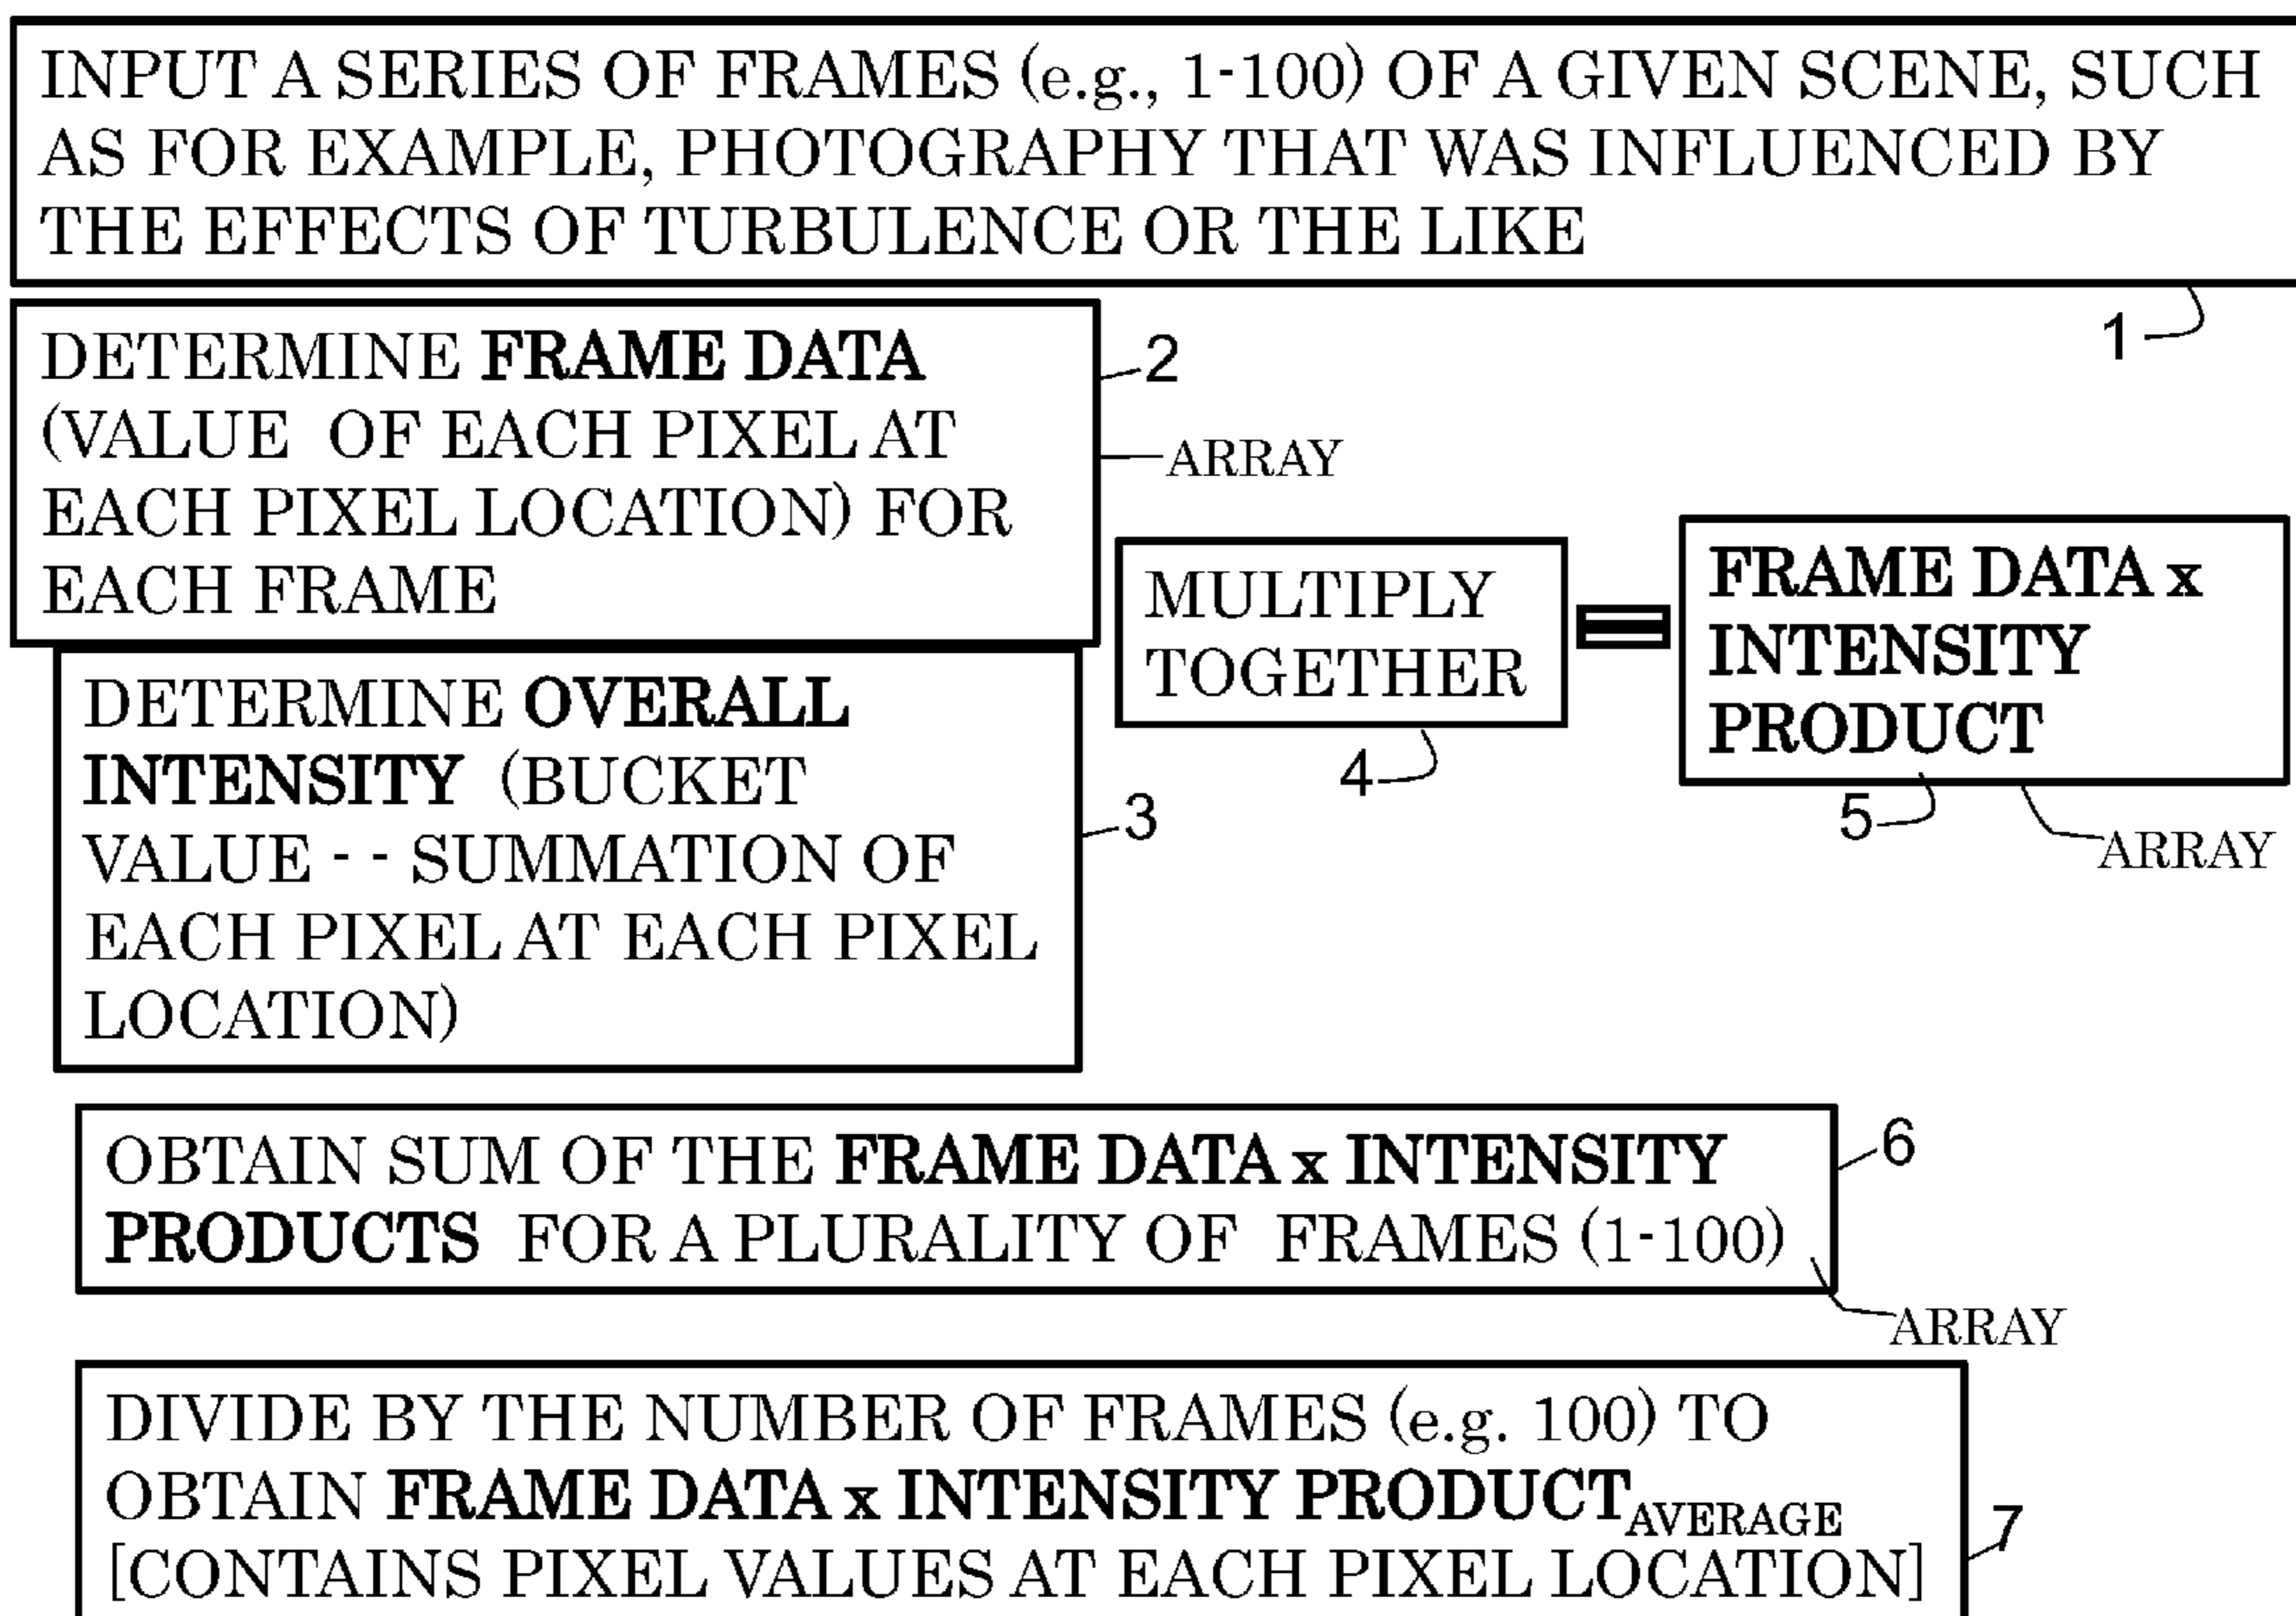 INPUT A SERIES OF FRAMES (e.g., 1-100) OF A GIVEN SCENE, SUCH
AS FOR EXAMPLE, PHOTOGRAPHY THAT WAS INFLUENCED BY
THE EFFECTS OF TURBULENCE OR THE LIKE
1
DETERMINE FRAME DATA
(VALUE OF EACH PIXEL AT
EACH PIXEL LOCATION) FOR
EACH FRAME
2
ARRAY
DETERMINE OVERALL
INTENSITY (BUCKET
VALUE - - SUMMATION OF
EACH PIXEL AT EACH PIXEL
LOCATION)
3
MULTIPLY
TOGETHER
4
=
FRAME DATA x
INTENSITY
PRODUCT
5
ARRAY
OBTAIN SUM OF THE FRAME DATA x INTENSITY
PRODUCTS FOR A PLURALITY OF FRAMES (1-100)
6
ARRAY
DIVIDE BY THE NUMBER OF FRAMES (e.g. 100) TO
OBTAIN FRAME DATA x INTENSITY PRODUCT AVERAGE
[CONTAINS PIXEL VALUES AT EACH PIXEL LOCATION]
7